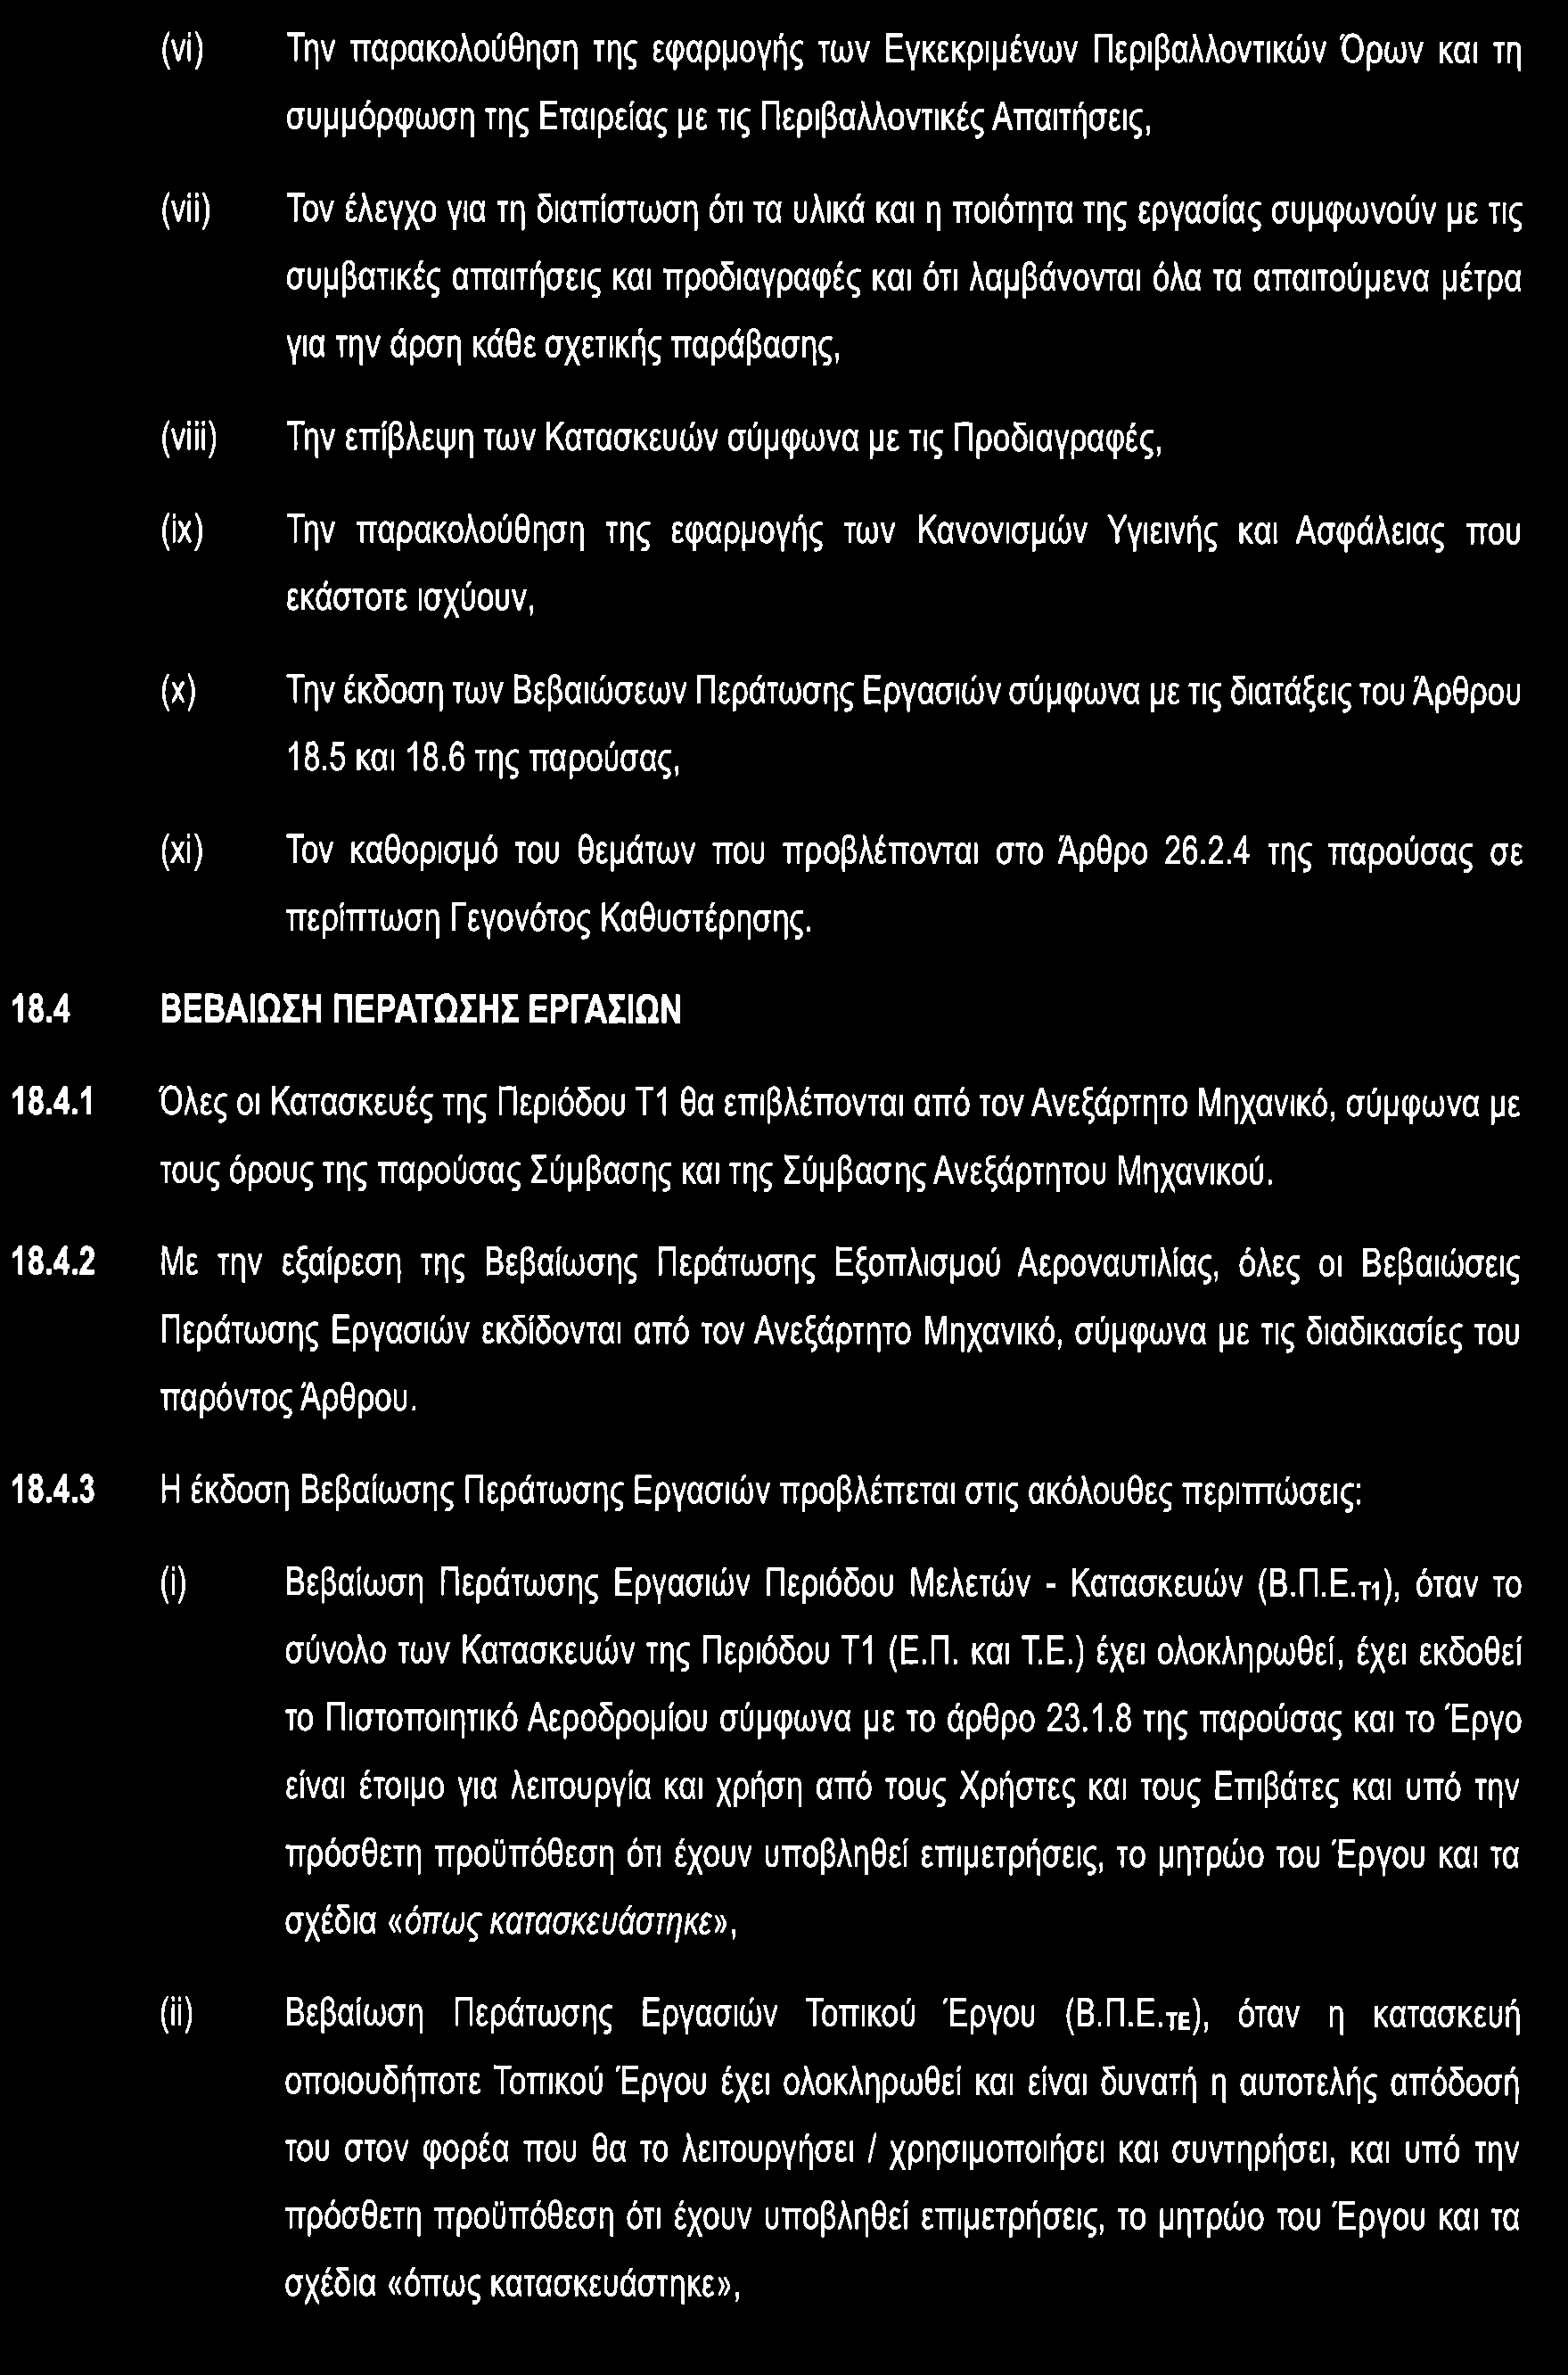 (vi) Την παρακολούθηση της εφαρμογής των Εγκεκριμένων Περιβαλλοντικών Όρων και τη
συμμόρφωση της Εταιρείας με τις Περιβαλλοντικές Απαιτήσεις,
(vii) Τον έλεγχο για τη διαπίστωση ότι τα υλικά και η ποιότητα της εργασίας συμφωνούν με τις
συμβατικές απαιτήσεις και προδιαγραφές και ότι λαμβάνονται όλα τα απαιτούμενα μέτρα
για την άρση κάθε σχετικής παράβασης,
(viii) Την επίβλεψη των Κατασκευών σύμφωνα με τις Προδιαγραφές,
(ix) Την παρακολούθηση της εφαρμογής των Κανονισμών Υγιεινής και Ασφάλειας που
εκάστοτε ισχύουν,
(x) Την έκδοση των Βεβαιώσεων Περάτωσης Εργασιών σύμφωνα με τις διατάξεις του Άρθρου
18.5 και 18.6 της παρούσας,
(xi) Τον καθορισμό του θεμάτων που προβλέπονται στο Άρθρο 26.2.4 της παρούσας σε
περίπτωση Γεγονότος Καθυστέρησης.
18.4 ΒΕΒΑΙΩΣΗ ΠΕΡΑΤΩΣΗΣ ΕΡΓΑΣΙΩΝ
18.4.1 Όλες οι Κατασκευές της Περιόδου Τ1 θα επιβλέπονται από τον Ανεξάρτητο Μηχανικό, σύμφωνα με
τους όρους της παρούσας Σύμβασης και της Σύμβασης Ανεξάρτητου Μηχανικού.
18.4.2 Με την εξαίρεση της Βεβαίωσης Περάτωσης Εξοπλισμού Αεροναυτιλίας, όλες οι Βεβαιώσεις
Περάτωσης Εργασιών εκδίδονται από τον Ανεξάρτητο Μηχανικό, σύμφωνα με τις διαδικασίες του
παρόντος Άρθρου.
18.4.3 Η έκδοση Βεβαίωσης Περάτωσης Εργασιών προβλέπεται στις ακόλουθες περιπτώσεις:
(i) Βεβαίωση Περάτωσης Εργασιών Περιόδου Μελετών - Κατασκευών (Β.Π.Ε.Τ1), όταν το
σύνολο των Κατασκευών της Περιόδου Τ1 (Ε.Π. και Τ.Ε.) έχει ολοκληρωθεί, έχει εκδοθεί
το Πιστοποιητικό Αεροδρομίου σύμφωνα με το άρθρο 23.1.8 της παρούσας και το Έργο
είναι έτοιμο για λειτουργία και χρήση από τους Χρήστες και τους Επιβάτες και υπό την
πρόσθετη προϋπόθεση ότι έχουν υποβληθεί επιμετρήσεις, το μητρώο του Έργου και τα
σχέδια «όπως κατασκευάστηκε»,
(ii) Βεβαίωση Περάτωσης Εργασιών Τοπικού Έργου (Β.Π.Ε.ΤΕ), όταν η κατασκευή
οποιουδήποτε Τοπικού Έργου έχει ολοκληρωθεί και είναι δυνατή η αυτοτελής απόδοσή
του στον φορέα που θα το λειτουργήσει / χρησιμοποιήσει και συντηρήσει, και υπό την
πρόσθετη προϋπόθεση ότι έχουν υποβληθεί επιμετρήσεις, το μητρώο του Έργου και τα
σχέδια «όπως κατασκευάστηκε»,